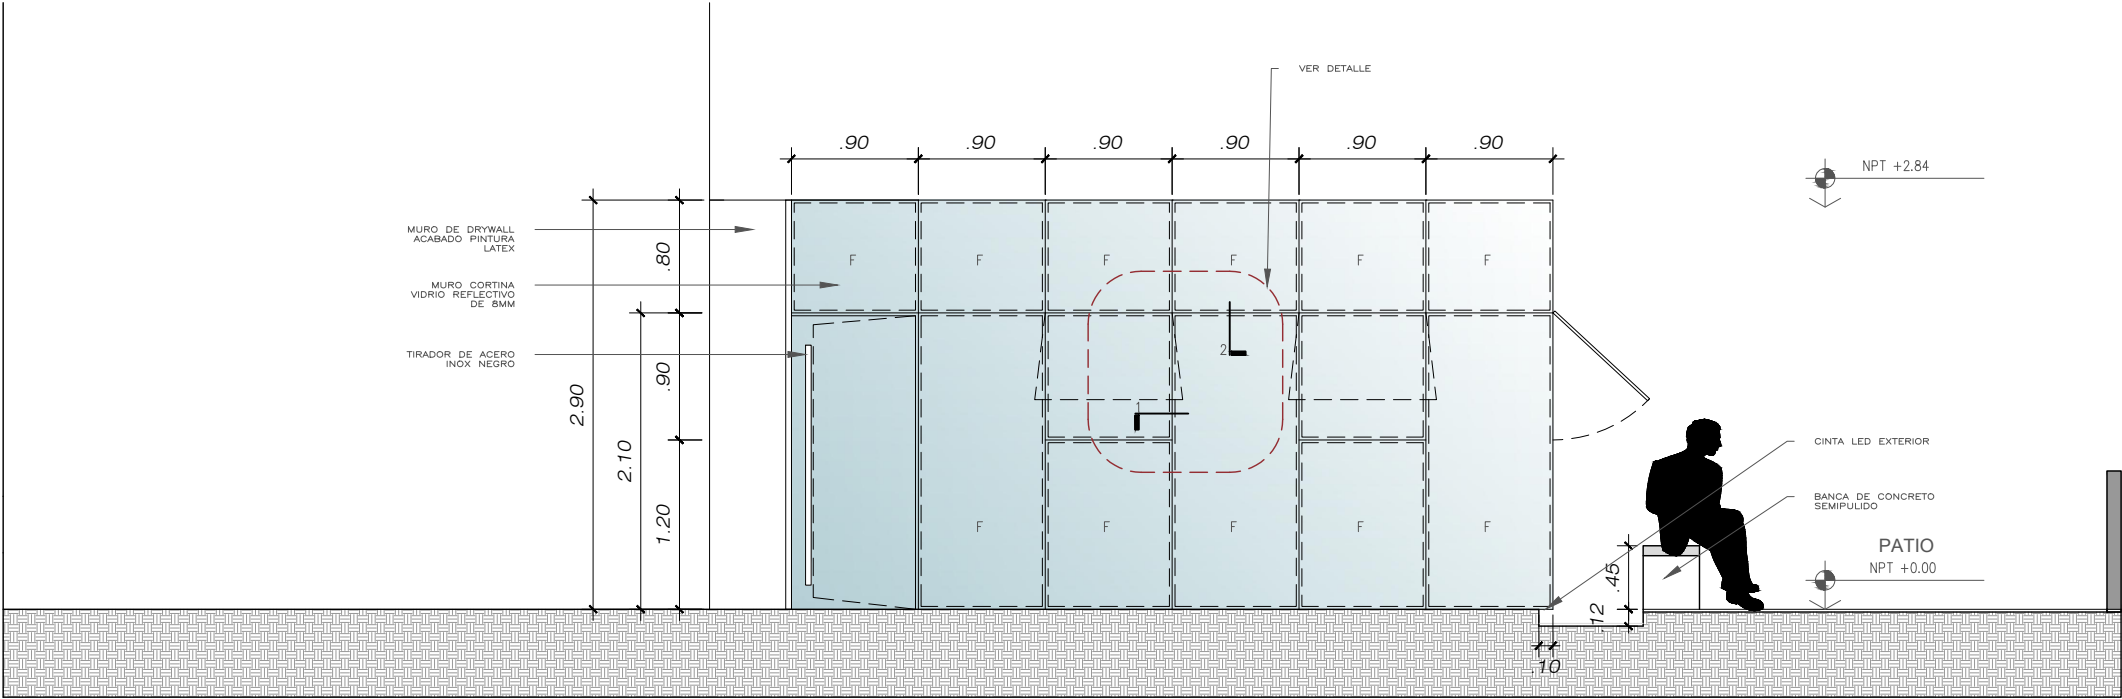 VER DETALLE
.90 .90 .90 .90 .90 .90
NPT +2.84
MURO DE DRYWALL
ACABADO PINTURA
LATEX
.80
F F F F F F
MURO CORTINA
VIDRIO REFLECTIVO
DE 8MM
TIRADOR DE ACERO
INOX NEGRO
2
.90
2.90
1
2.10
CINTA LED EXTERIOR
BANCA DE CONCRETO
SEMIPULIDO
1.20
F F F F F
PATIO
NPT +0.00
.45
.12
.10